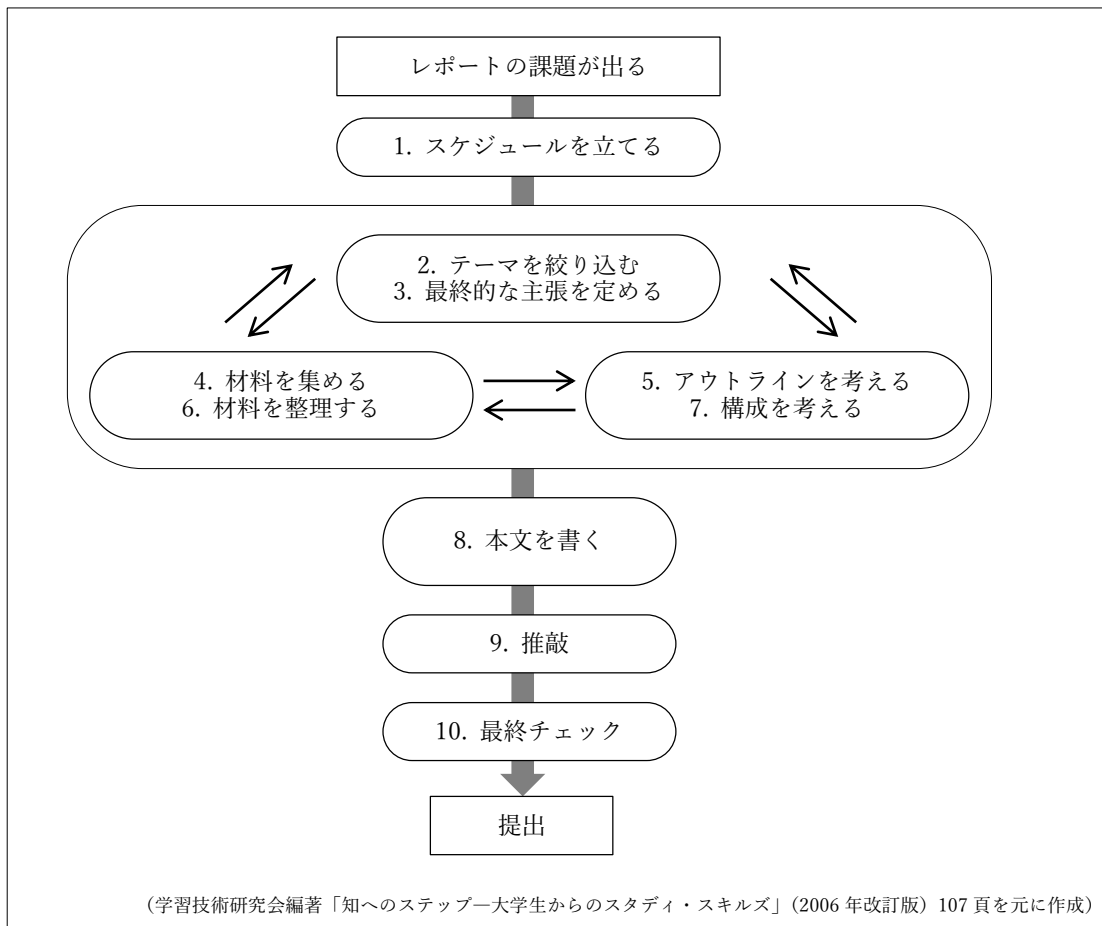 レポートの課題が出る
1. スケジュールを立てる
2. テーマを絞り込む
3. 最終的な主張を定める
4. 材料を集める
6. 材料を整理する
5. アウトラインを考える
7. 構成を考える
8. 本文を書く
9. 推敲
10. 最終チェック
提出
(学習技術研究会編著「知へのステップ―大学生からのスタディ・スキルズ」(2006 年改訂版) 107 頁を元に作成)